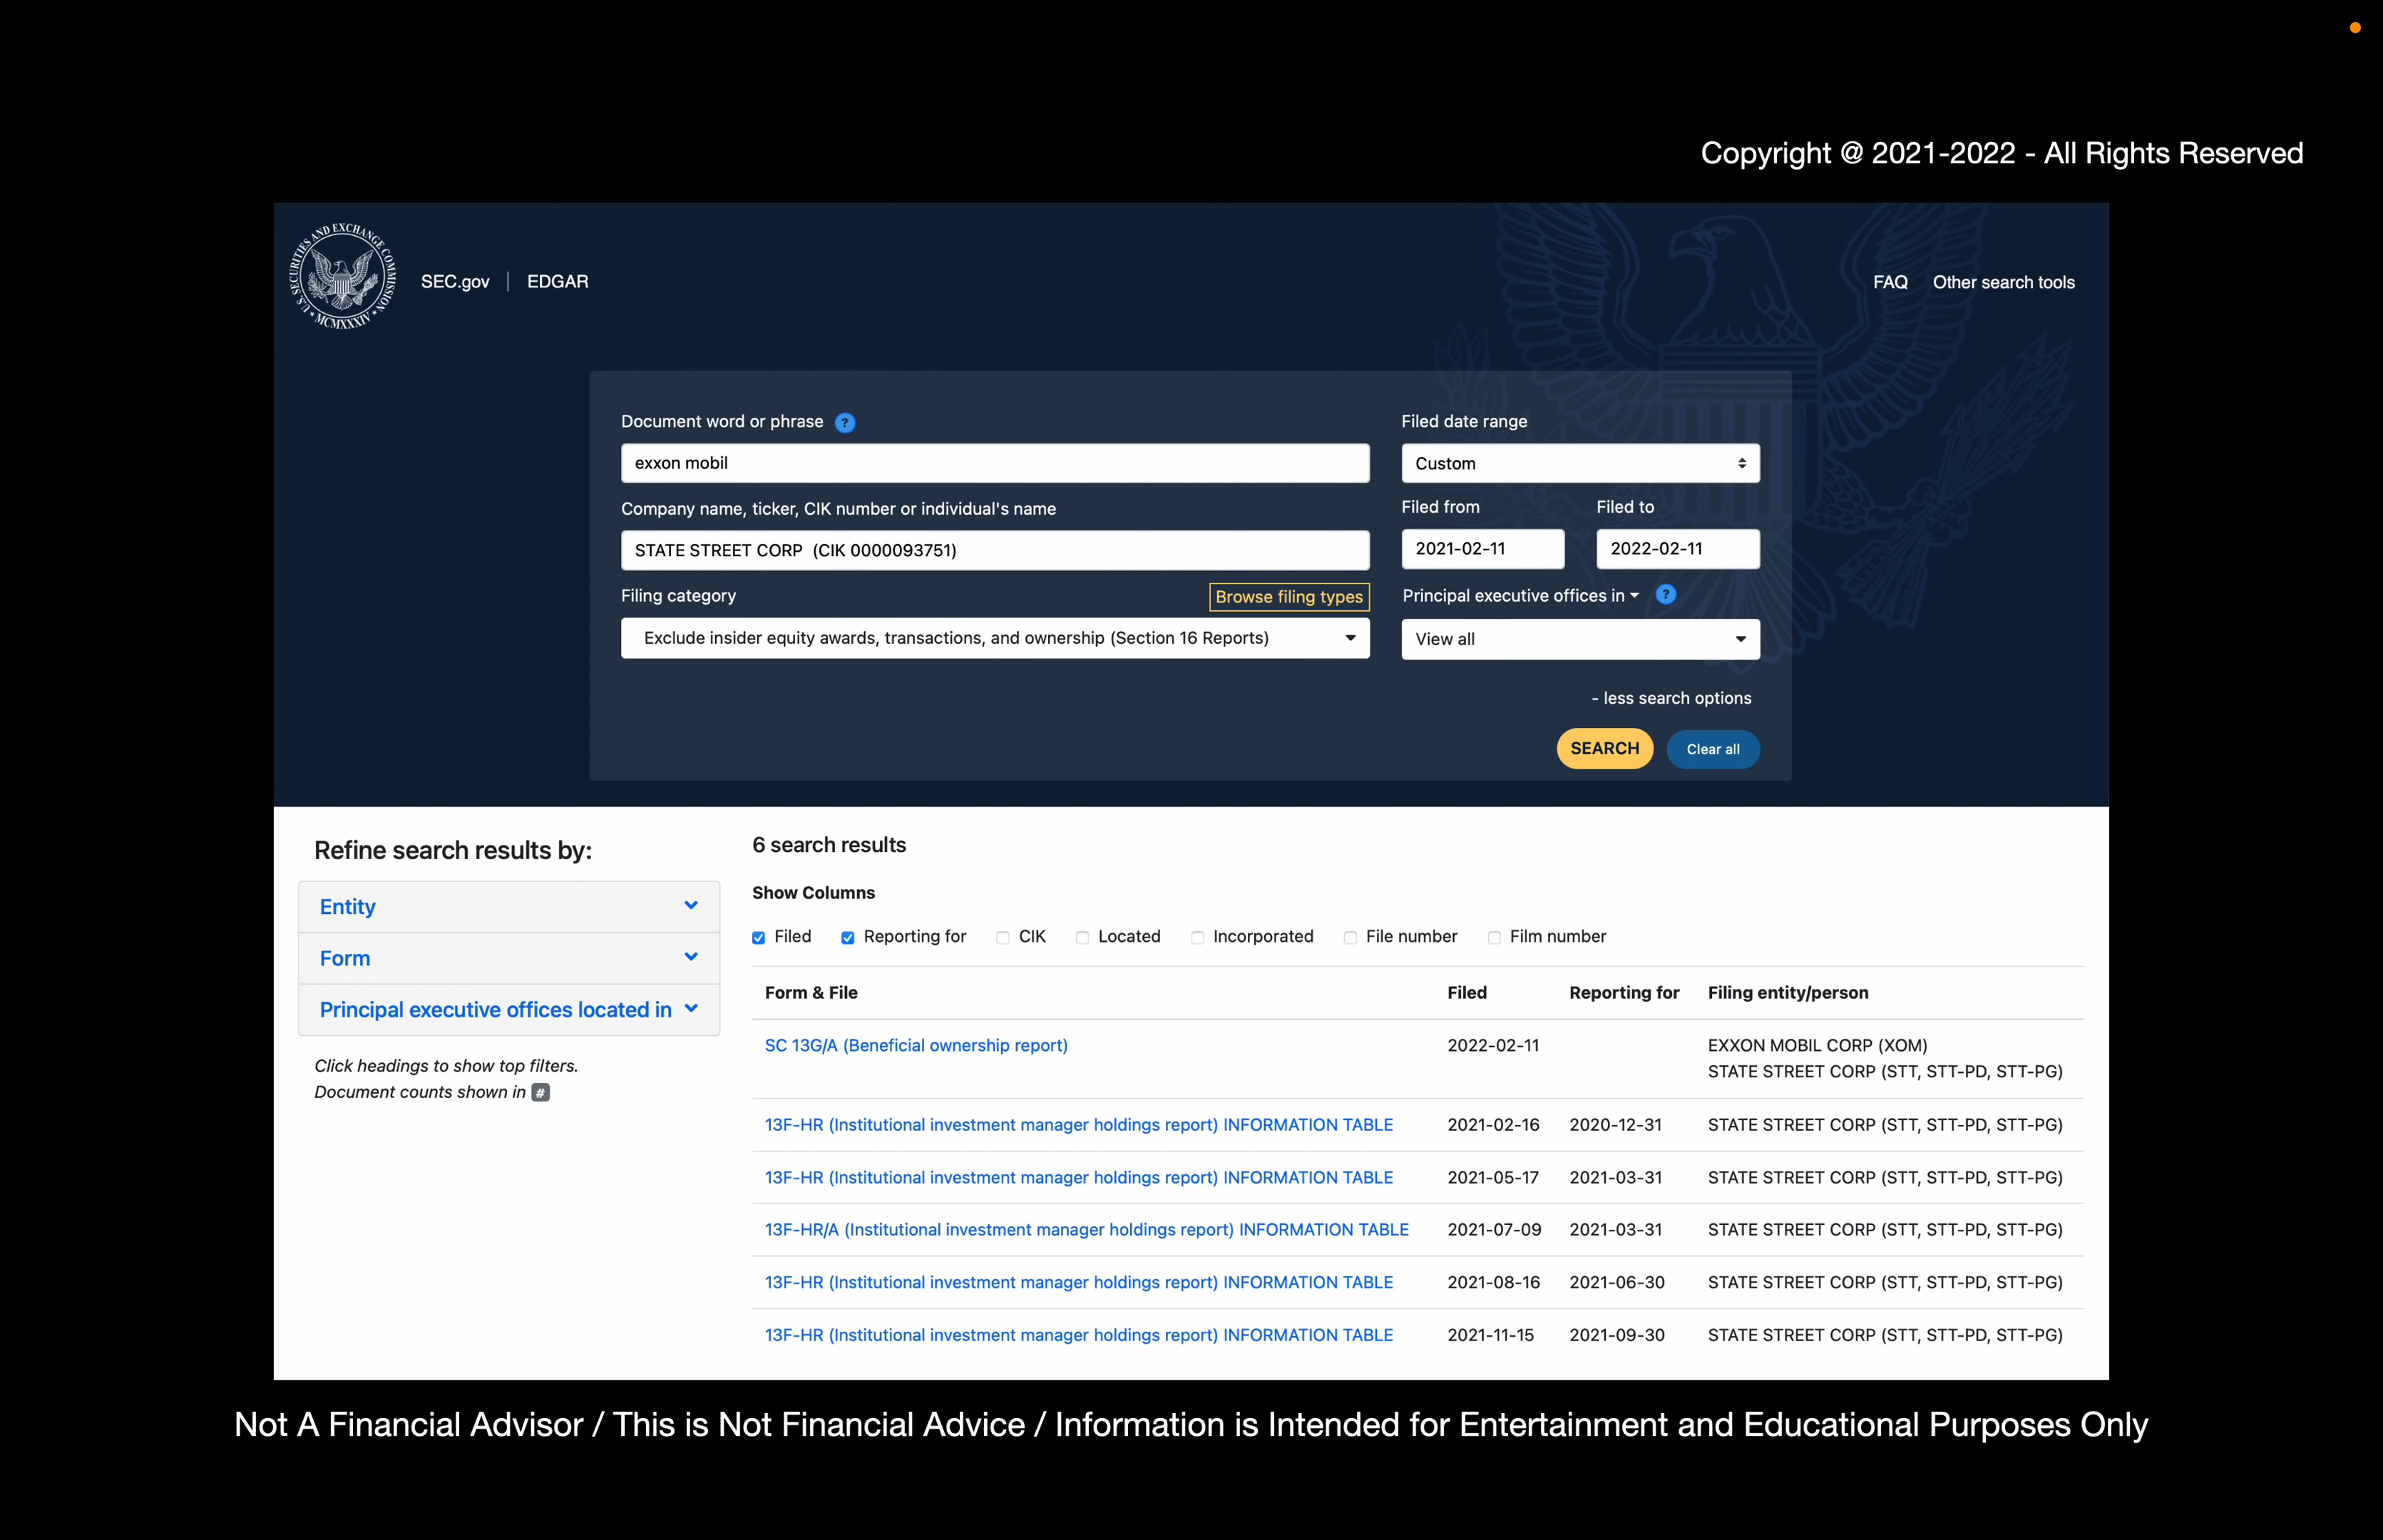 Copyright @ 2021-2022 - All Rights Reserved
U.S. SECURITIES AND EXCHANGE COMMISSION
MCMXXXIV
SEC.gov | EDGAR
FAQ Other search tools
Document word or phrase ?
Filed date range
exxon mobil
Custom
Company name, ticker, CIK number or individual's name
Filed from Filed to
STATE STREET CORP (CIK 0000093751)
2021-02-11 2022-02-11
Filing category Browse filing types
Principal executive offices in ?
Exclude insider equity awards, transactions, and ownership (Section 16 Reports)
View all
- less search options
SEARCH Clear all
Refine search results by:
Entity
Form
Principal executive offices located in
Click headings to show top filters.
Document counts shown in #
6 search results
Show Columns
Filed Reporting for CIK Located Incorporated File number Film number
Form & File Filed Reporting for Filing entity/person
SC 13G/A (Beneficial ownership report) 2022-02-11 EXXON MOBIL CORP (XOM)
STATE STREET CORP (STT, STT-PD, STT-PG)
13F-HR (Institutional investment manager holdings report) INFORMATION TABLE 2021-02-16 2020-12-31 STATE STREET CORP (STT, STT-PD, STT-PG)
13F-HR (Institutional investment manager holdings report) INFORMATION TABLE 2021-05-17 2021-03-31 STATE STREET CORP (STT, STT-PD, STT-PG)
13F-HR/A (Institutional investment manager holdings report) INFORMATION TABLE 2021-07-09 2021-03-31 STATE STREET CORP (STT, STT-PD, STT-PG)
13F-HR (Institutional investment manager holdings report) INFORMATION TABLE 2021-08-16 2021-06-30 STATE STREET CORP (STT, STT-PD, STT-PG)
13F-HR (Institutional investment manager holdings report) INFORMATION TABLE 2021-11-15 2021-09-30 STATE STREET CORP (STT, STT-PD, STT-PG)
Not A Financial Advisor / This is Not Financial Advice / Information is Intended for Entertainment and Educational Purposes Only